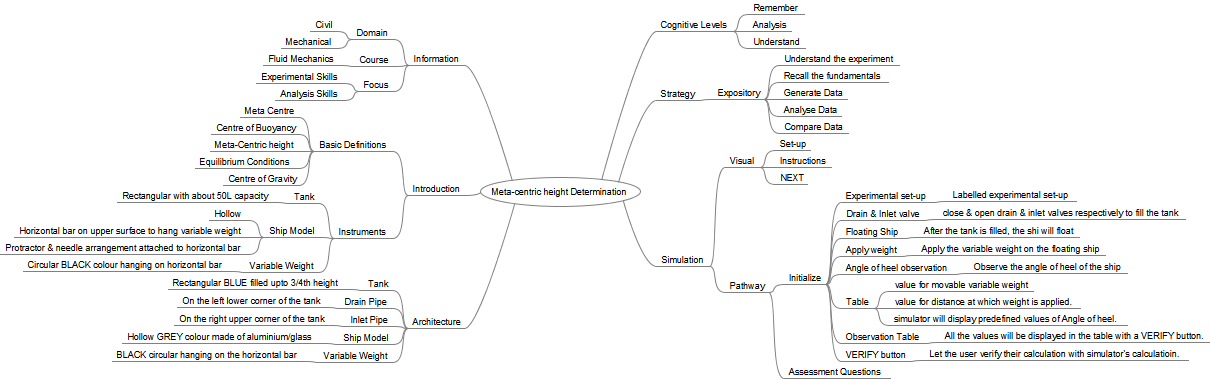 Meta-centric height Determination
Information
Domain
Civil
Mechanical
Course
Fluid Mechanics
Focus
Experimental Skills
Analysis Skills
Introduction
Basic Definitions
Meta Centre
Centre of Buoyancy
Meta-Centric height
Equilibrium Conditions
Centre of Gravity
Instruments
Tank
Rectangular with about 50L capacity
Ship Model
Hollow
Horizontal bar on upper surface to hang variable weight
Protractor & needle arrangement attached to horizontal bar
Variable Weight
Circular BLACK colour hanging on horizontal bar
Architecture
Tank
Rectangular BLUE filled upto 3/4th height
Drain Pipe
On the left lower corner of the tank
Inlet Pipe
On the right upper corner of the tank
Ship Model
Hollow GREY colour made of aluminium/glass
Variable Weight
BLACK circular hanging on the horizontal bar
Cognitive Levels
Remember
Analysis
Understand
Strategy
Expository
Understand the experiment
Recall the fundamentals
Generate Data
Analyse Data
Compare Data
Simulation
Visual
Set-up
Instructions
NEXT
Pathway
Initialize
Experimental set-up
Labelled experimental set-up
Drain & Inlet valve
close & open drain & inlet valves respectively to fill the tank
Floating Ship
After the tank is filled, the shi will float
Apply weight
Apply the variable weight on the floating ship
Angle of heel observation
Observe the angle of heel of the ship
Table
value for movable variable weight
value for distance at which weight is applied.
simulator will display predefined values of Angle of heel.
Observation Table
All the values will be displayed in the table with a VERIFY button.
VERIFY button
Let the user verify their calculation with simulator's calculatioin.
Assessment Questions